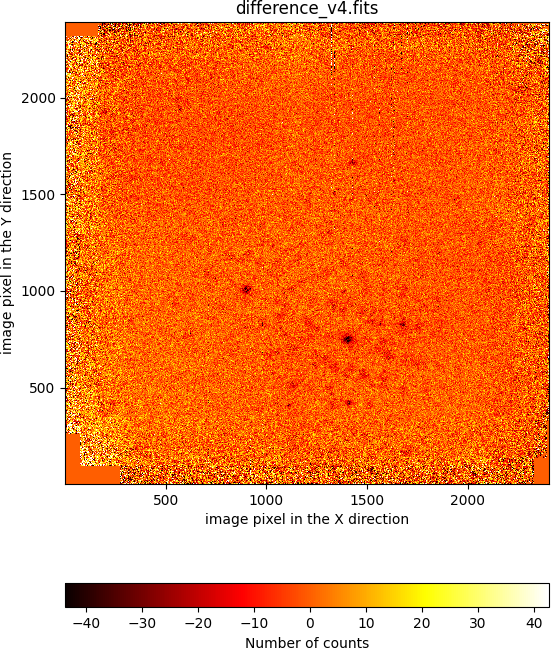 difference_v4.fits
image pixel in the Y direction
2000
1500
1000
500
500 1000 1500 2000
image pixel in the X direction
−40 −30 −20 −10 0 10 20 30 40
Number of counts